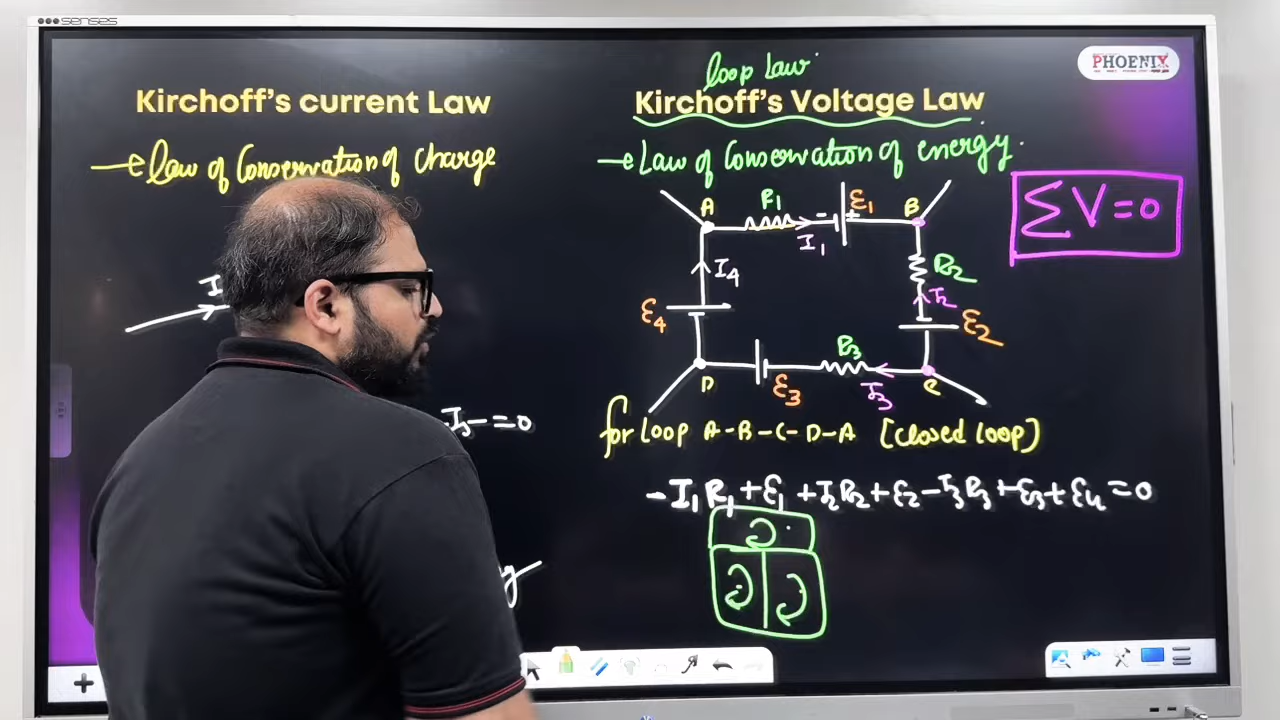 senses
PHOENIX
Kirchoff's current Law
→ Law of Conservation of Charge
I
I5 = 0
loop Law
Kirchoff's Voltage Law
→ Law of Conservation of energy.
ΣV=0
A
R1
I1
- +
ε1
B
I4
R2
I2
ε4
ε2
D
ε3
R3
I3
C
for loop A-B-C-D-A [closed loop]
-I1R1+ε1+I2R2+ε2-I3R3+ε3+ε4=0